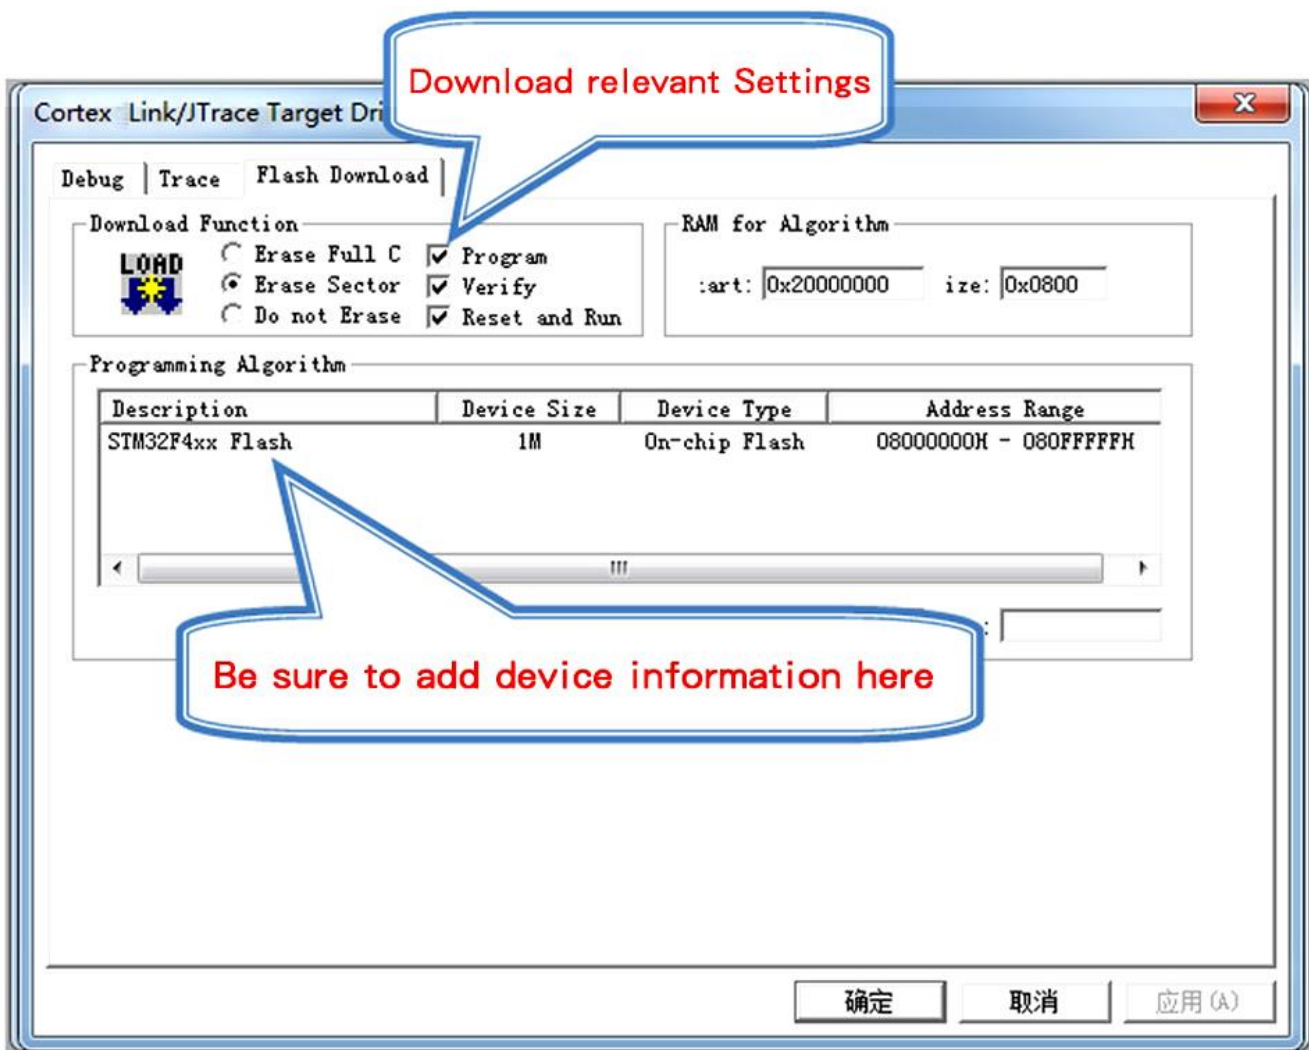 Download relevant Settings
Cortex Link/JTrace Target Dri
Debug Trace Flash Download
Download Function
LOAD
Erase Full C
Erase Sector
Do not Erase
Program
Verify
Reset and Run
RAM for Algorithm
:art: 0x20000000 ize: 0x0800
Programming Algorithm
Description Device Size Device Type Address Range
STM32F4xx Flash 1M On-chip Flash 08000000H - 080FFFFFH
Be sure to add device information here
确定 取消 应用(A)